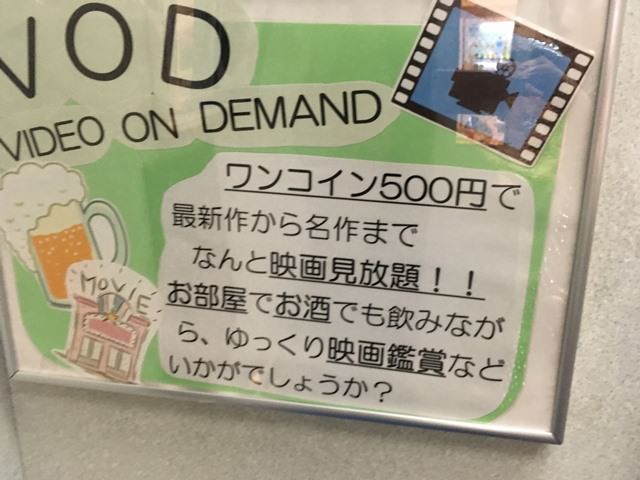 VOD
VIDEO ON DEMAND
ワンコイン500円で
最新作から名作まで
なんと映画見放題！！
お部屋でお酒でも飲みなが
ら、ゆっくり映画鑑賞など
いかがでしょうか？
MOVIE